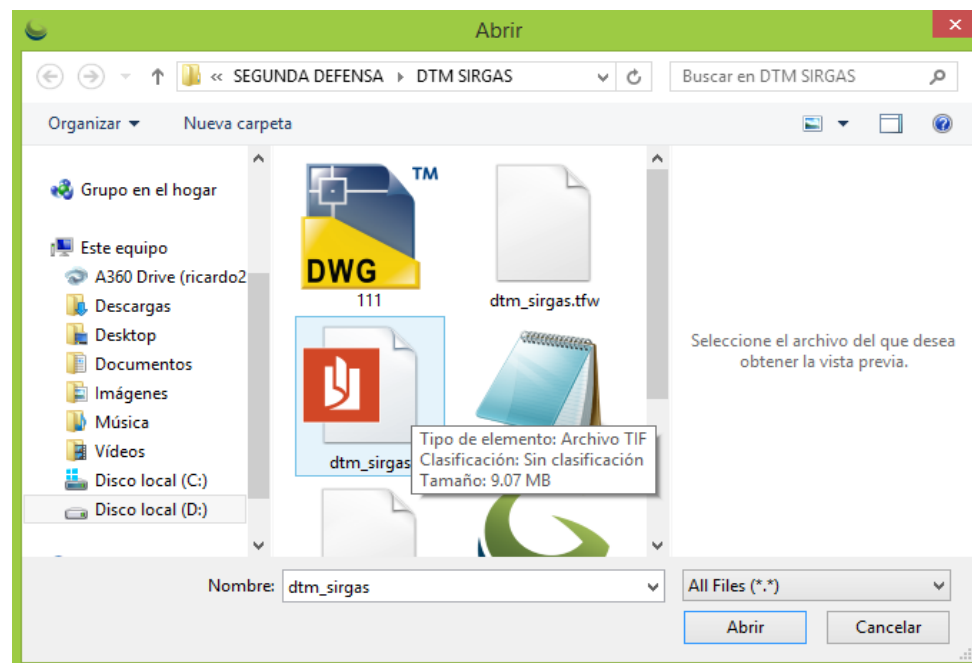 Abrir
« SEGUNDA DEFENSA ▸ DTM SIRGAS
Buscar en DTM SIRGAS
Organizar
Nueva carpeta
Grupo en el hogar
Este equipo
A360 Drive (ricardo2
Descargas
Desktop
Documentos
Imágenes
Música
Vídeos
Disco local (C:)
Disco local (D:)
TM
DWG
111
dtm_sirgas.tfw
dtm_sirgas
Tipo de elemento: Archivo TIF
Clasificación: Sin clasificación
Tamaño: 9.07 MB
Seleccione el archivo del que desea
obtener la vista previa.
Nombre:
dtm_sirgas
All Files (*.*)
Abrir
Cancelar